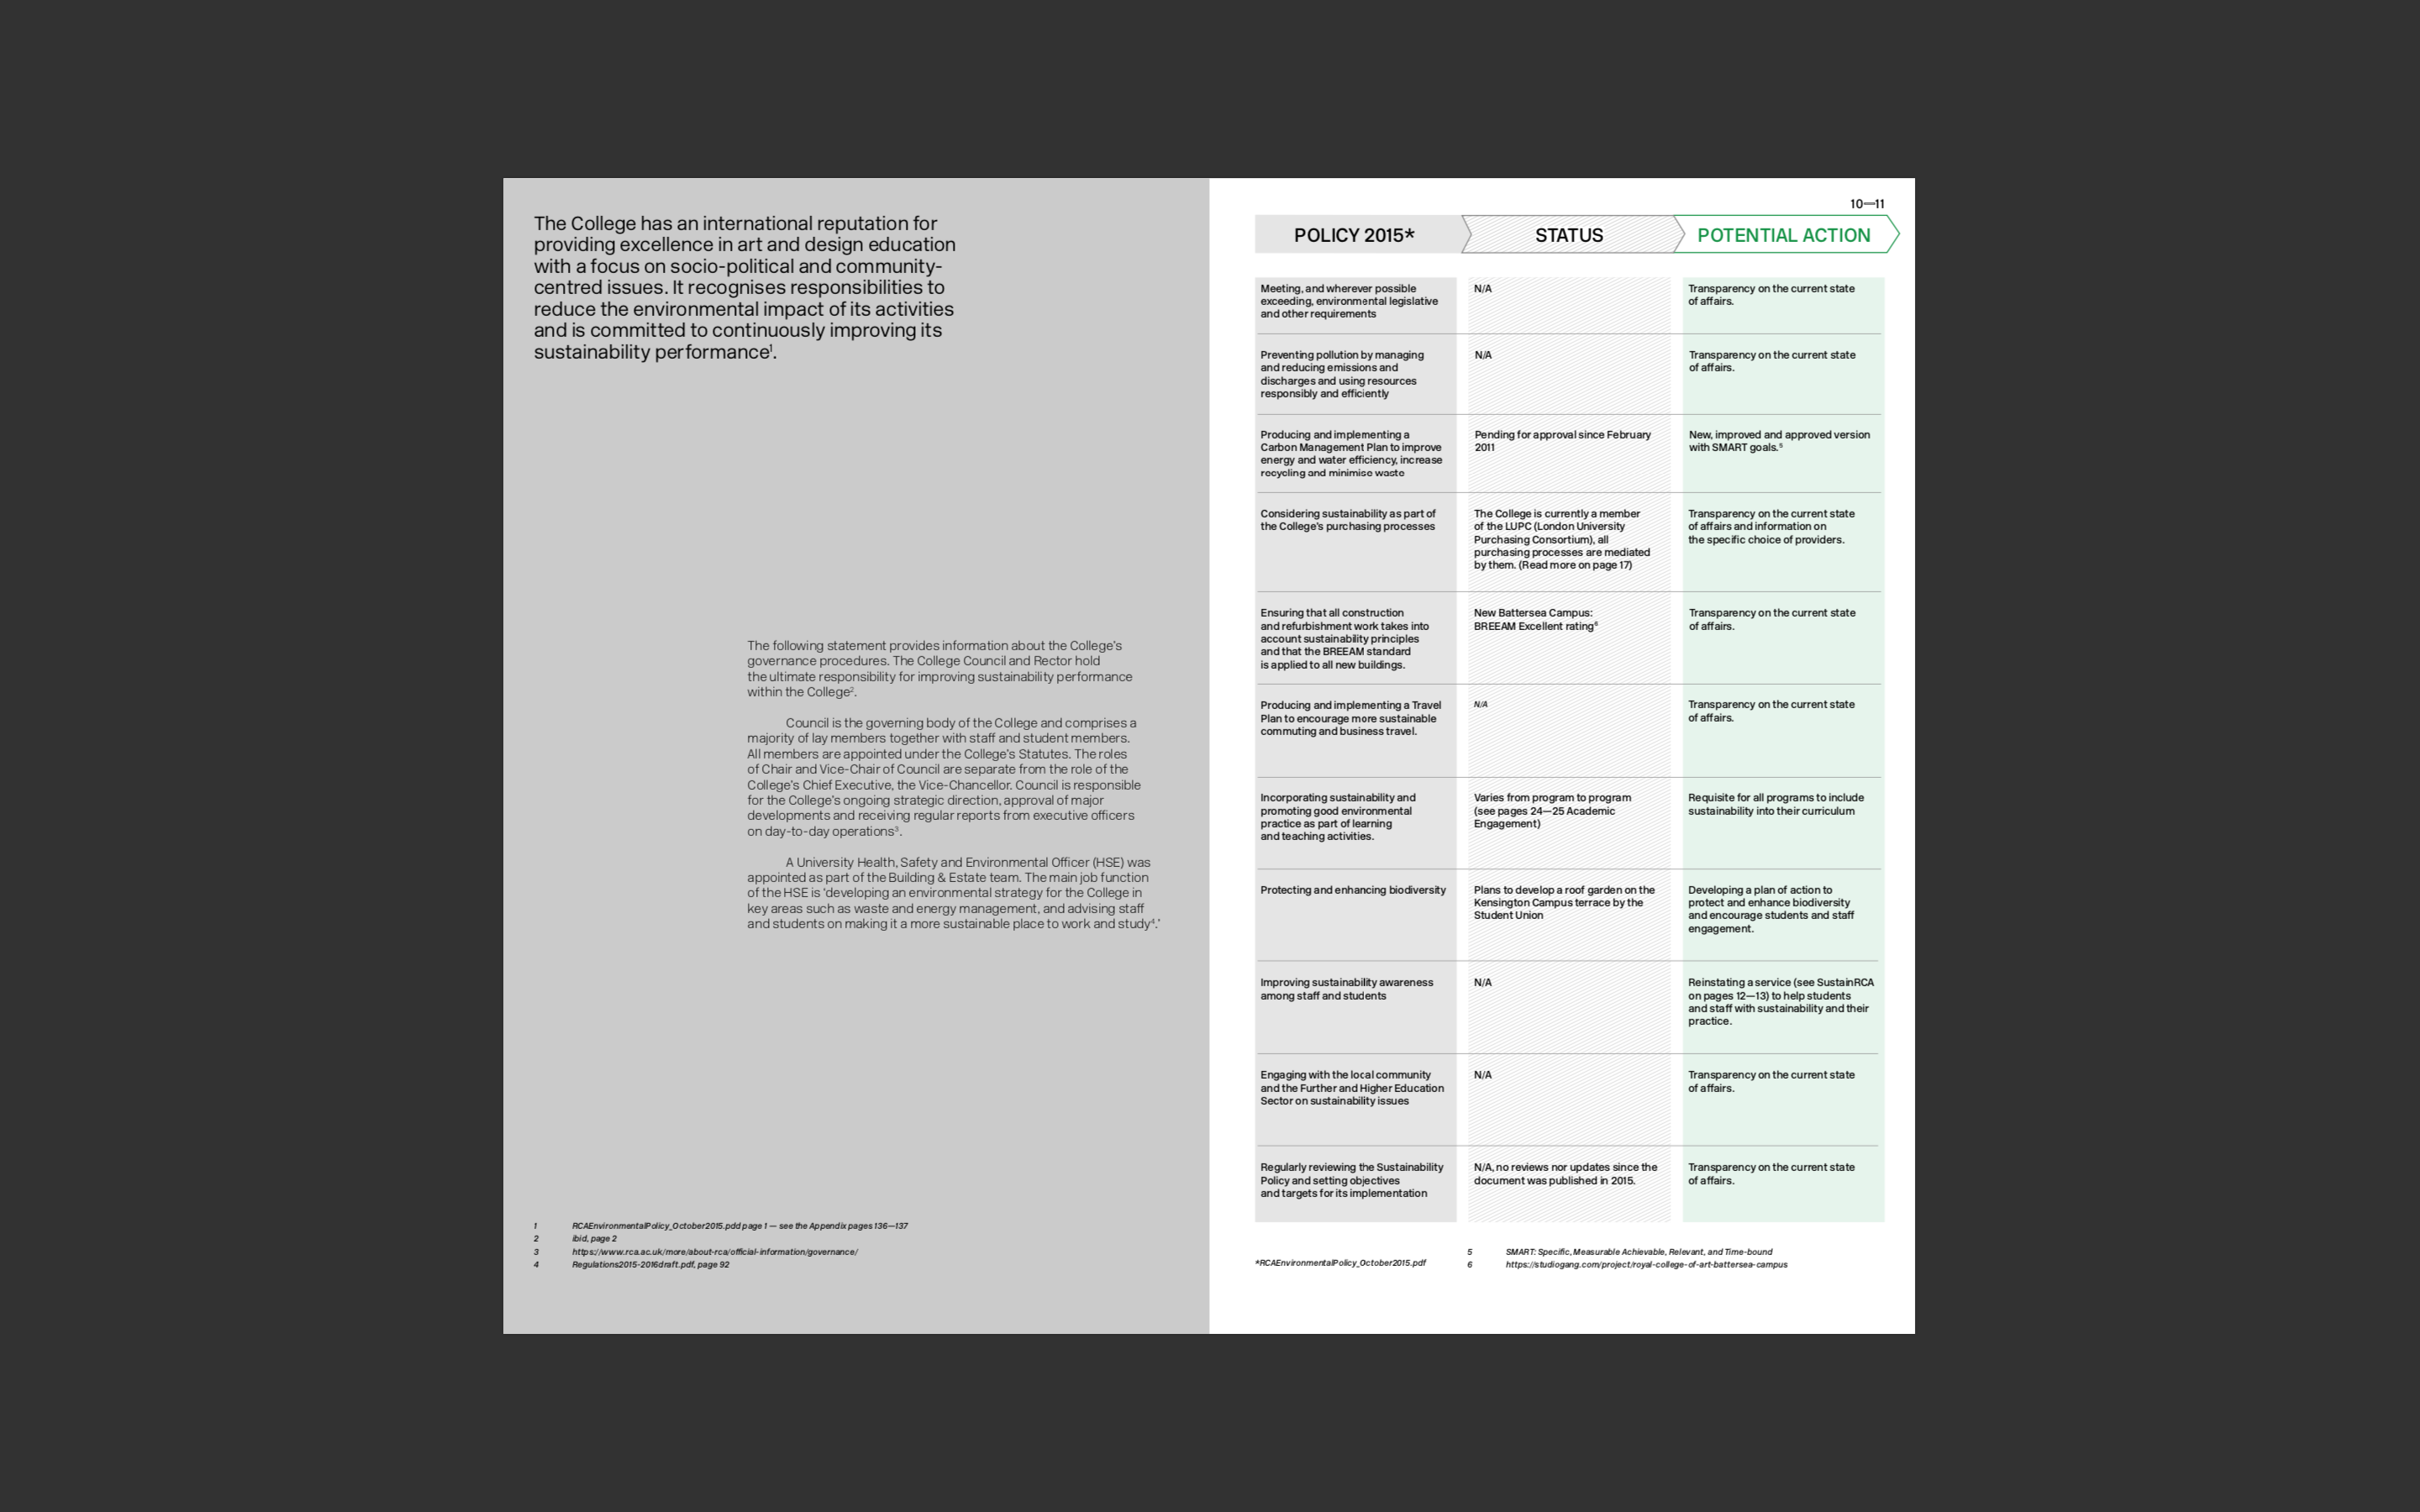 The College has an international reputation for
providing excellence in art and design education
with a focus on socio-political and community-
centred issues. It recognises responsibilities to
reduce the environmental impact of its activities
and is committed to continuously improving its
sustainability performance¹.
The following statement provides information about the College's
governance procedures. The College Council and Rector hold
the ultimate responsibility for improving sustainability performance
within the College².
Council is the governing body of the College and comprises a
majority of lay members together with staff and student members.
All members are appointed under the College's Statutes. The roles
of Chair and Vice-Chair of Council are separate from the role of the
College's Chief Executive, the Vice-Chancellor. Council is responsible
for the College's ongoing strategic direction, approval of major
developments and receiving regular reports from executive officers
on day-to-day operations³.
A University Health, Safety and Environmental Officer (HSE) was
appointed as part of the Building & Estate team. The main job function
of the HSE is 'developing an environmental strategy for the College in
key areas such as waste and energy management, and advising staff
and students on making it a more sustainable place to work and study⁴.'
1 RCAEnvironmentalPolicy_October2015.pdd page 1 — see the Appendix pages 136—137
2 ibid, page 2
3 https://www.rca.ac.uk/more/about-rca/official-information/governance/
4 Regulations2015-2016draft.pdf, page 92
10—11
POLICY 2015* STATUS POTENTIAL ACTION
Meeting, and wherever possible
exceeding, environmental legislative
and other requirements
N/A
Transparency on the current state
of affairs.
Preventing pollution by managing
and reducing emissions and
discharges and using resources
responsibly and efficiently
N/A
Transparency on the current state
of affairs.
Producing and implementing a
Carbon Management Plan to improve
energy and water efficiency, increase
recycling and minimise waste
Pending for approval since February
2011
New, improved and approved version
with SMART goals.⁵
Considering sustainability as part of
the College's purchasing processes
The College is currently a member
of the LUPC (London University
Purchasing Consortium), all
purchasing processes are mediated
by them. (Read more on page 17)
Transparency on the current state
of affairs and information on
the specific choice of providers.
Ensuring that all construction
and refurbishment work takes into
account sustainability principles
and that the BREEAM standard
is applied to all new buildings.
New Battersea Campus:
BREEAM Excellent rating⁶
Transparency on the current state
of affairs.
Producing and implementing a Travel
Plan to encourage more sustainable
commuting and business travel.
N/A
Transparency on the current state
of affairs.
Incorporating sustainability and
promoting good environmental
practice as part of learning
and teaching activities.
Varies from program to program
(see pages 24—25 Academic
Engagement)
Requisite for all programs to include
sustainability into their curriculum
Protecting and enhancing biodiversity
Plans to develop a roof garden on the
Kensington Campus terrace by the
Student Union
Developing a plan of action to
protect and enhance biodiversity
and encourage students and staff
engagement.
Improving sustainability awareness
among staff and students
N/A
Reinstating a service (see SustainRCA
on pages 12—13) to help students
and staff with sustainability and their
practice.
Engaging with the local community
and the Further and Higher Education
Sector on sustainability issues
N/A
Transparency on the current state
of affairs.
Regularly reviewing the Sustainability
Policy and setting objectives
and targets for its implementation
N/A, no reviews nor updates since the
document was published in 2015.
Transparency on the current state
of affairs.
*RCAEnvironmentalPolicy_October2015.pdf
5 SMART: Specific, Measurable Achievable, Relevant, and Time-bound
6 https://studiogang.com/project/royal-college-of-art-battersea-campus